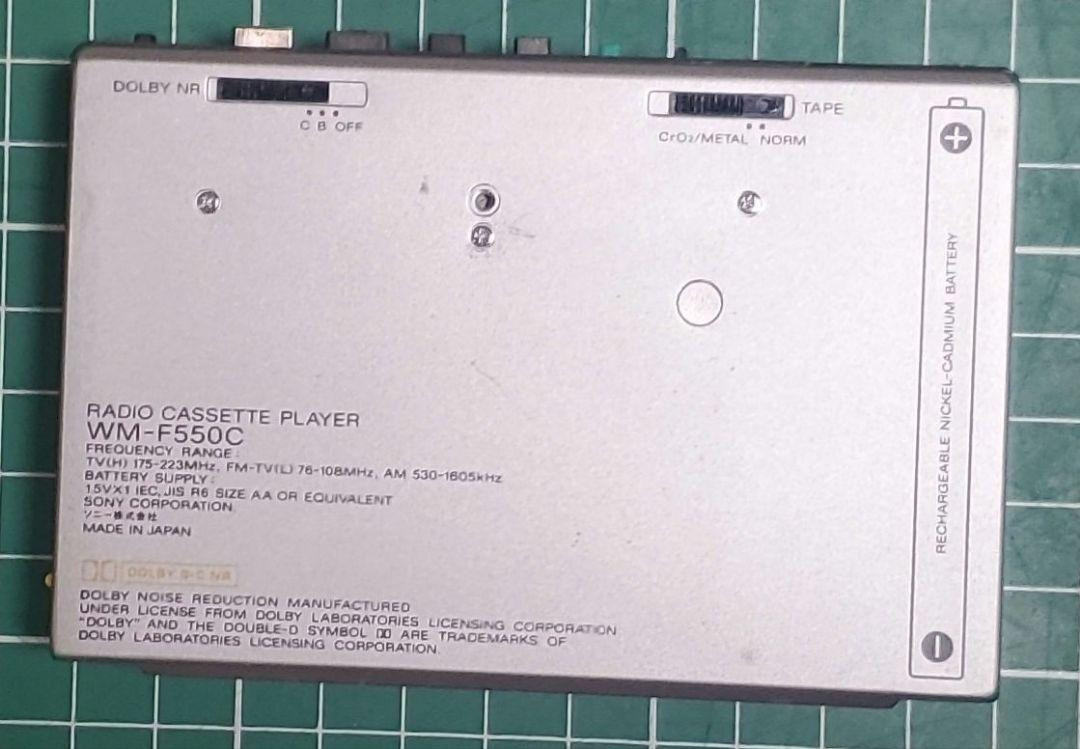 DOLBY NR
C B OFF
TAPE
CrO₂/METAL NORM
+
RECHARGEABLE NICKEL-CADMIUM BATTERY
−
RADIO CASSETTE PLAYER
WM-F550C
FREQUENCY RANGE:
TV(H) 175-223MHz, FM-TV(L) 76-108MHz, AM 530-1605kHz
BATTERY SUPPLY:
1.5V×1 IEC, JIS R6 SIZE AA OR EQUIVALENT
SONY CORPORATION
ソニー株式会社
MADE IN JAPAN
DOLBY B-C NR
DOLBY NOISE REDUCTION MANUFACTURED
UNDER LICENSE FROM DOLBY LABORATORIES LICENSING CORPORATION
"DOLBY" AND THE DOUBLE-D SYMBOL ARE TRADEMARKS OF
DOLBY LABORATORIES LICENSING CORPORATION.